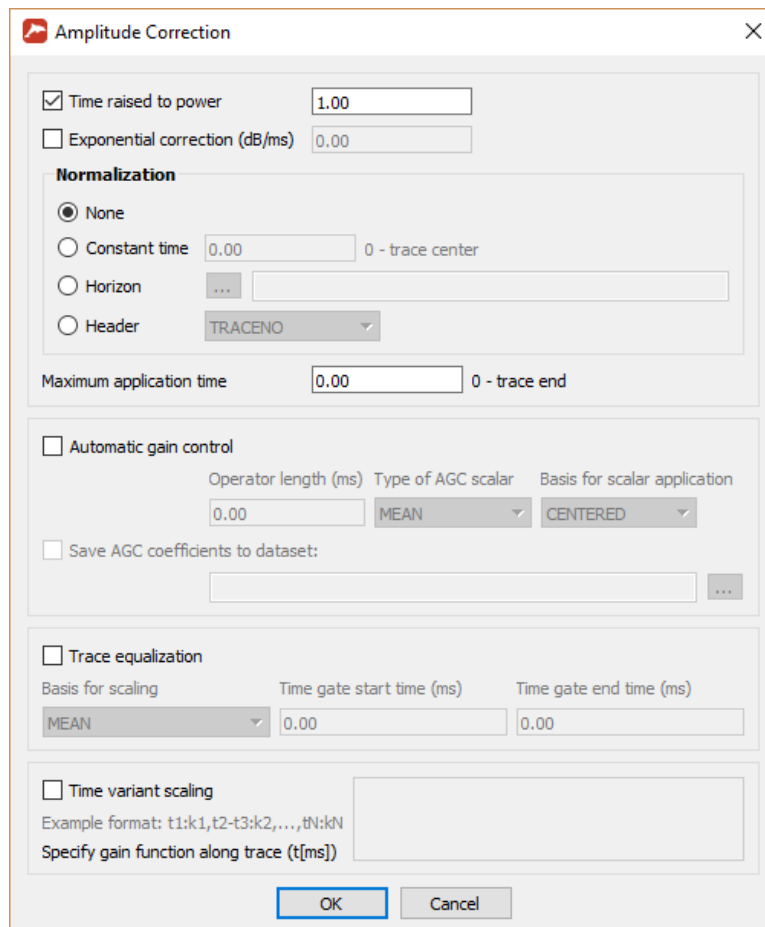 Amplitude Correction
Time raised to power 1.00
Exponential correction (dB/ms) 0.00
Normalization
None
Constant time 0.00 0 - trace center
Horizon ...
Header TRACENO
Maximum application time 0.00 0 - trace end
Automatic gain control
Operator length (ms) Type of AGC scalar Basis for scalar application
0.00 MEAN CENTERED
Save AGC coefficients to dataset:
...
Trace equalization
Basis for scaling Time gate start time (ms) Time gate end time (ms)
MEAN 0.00 0.00
Time variant scaling
Example format: t1:k1,t2-t3:k2,...,tN:kN
Specify gain function along trace (t[ms])
OK Cancel